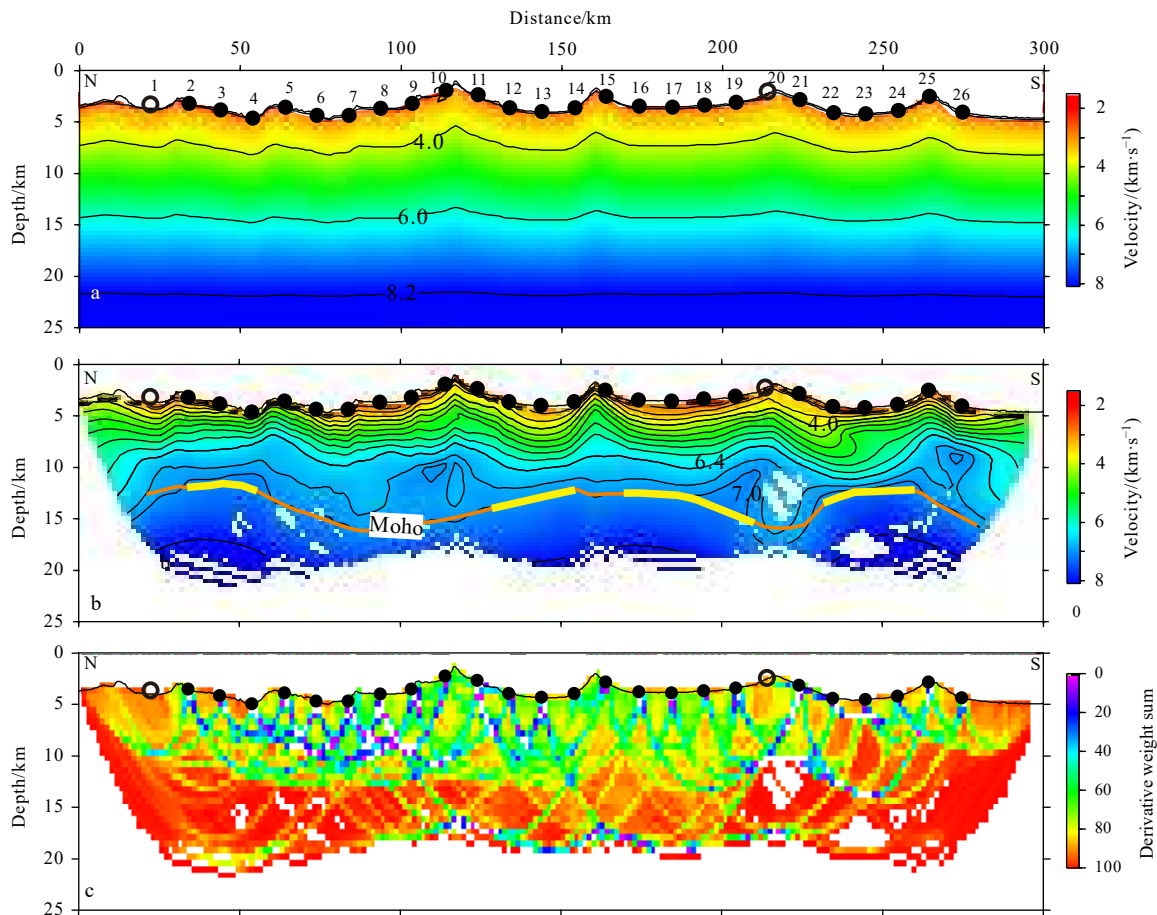 Distance/km
0 50 100 150 200 250 300
N 1 2 3 4 5 6 7 8 9 10 11 12 13 14 15 16 17 18 19 20 21 22 23 24 25 26 S
0
5
10
15
20
25
Depth/km
4.0
6.0
8.2
a
2
4
6
8
Velocity/(km·s⁻¹)
N S
0
5
10
15
20
25
Depth/km
4.0
6.4
7.0
Moho
b
2
4
6
8
0
Velocity/(km·s⁻¹)
N S
0
5
10
15
20
25
Depth/km
c
0
20
40
60
80
100
Derivative weight sum